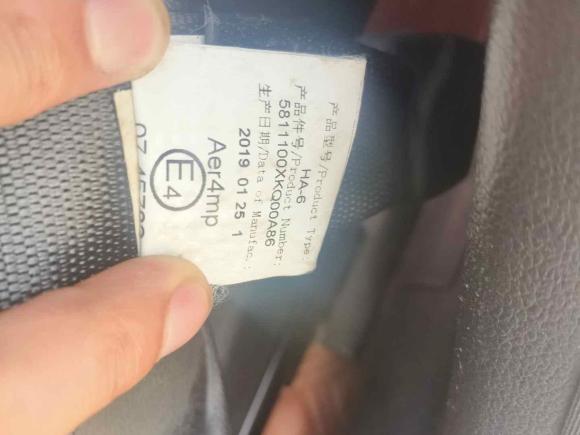 产品型号/Product Type:
HA-6
产品件号/Product Number:
5811100XKQ00A86
生产日期/Data of Manufac.:
2019 01 25 1
Aer4mp
E4